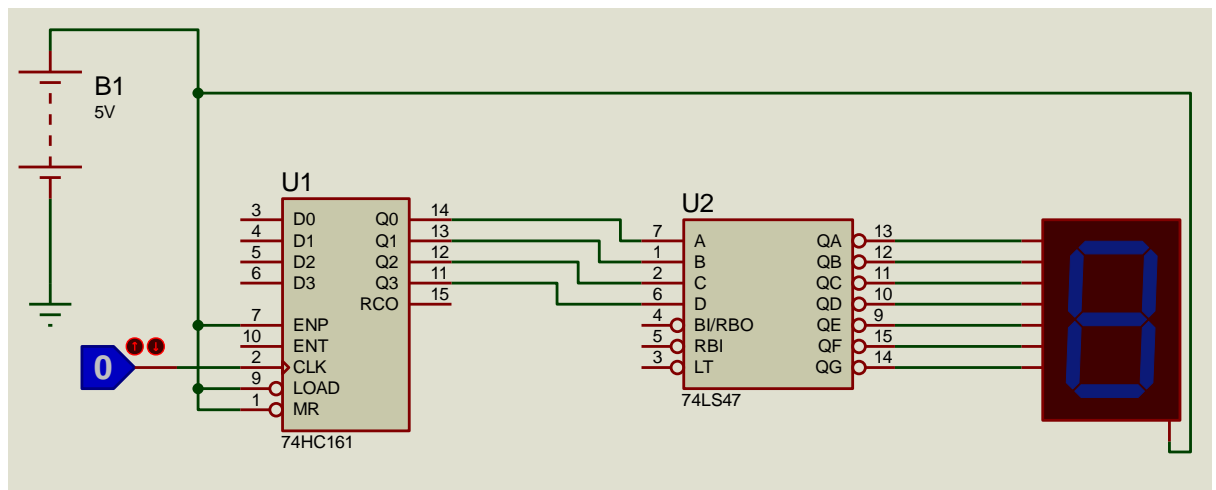 B1
5V
U1
3 D0 Q0 14
4 D1 Q1 13
5 D2 Q2 12
6 D3 Q3 11
RCO 15
7 ENP
10 ENT
2 CLK
9 LOAD
1 MR
74HC161
0
U2
7 A QA 13
1 B QB 12
2 C QC 11
6 D QD 10
4 BI/RBO QE 9
5 RBI QF 15
3 LT QG 14
74LS47